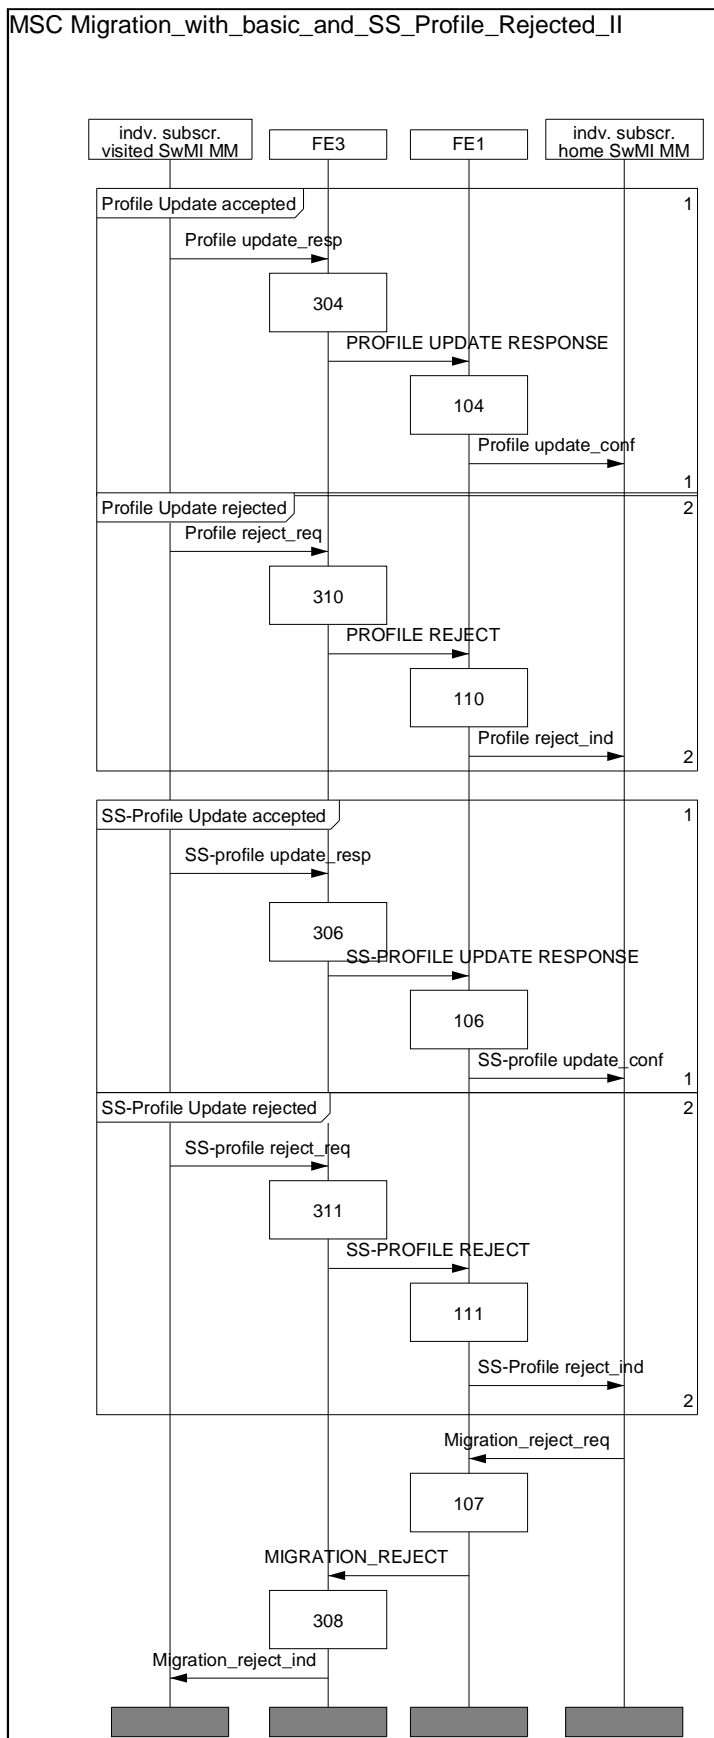 MSC Migration_with_basic_and_SS_Profile_Rejected_II
indv. subscr.
visited SwMI MM
FE3
FE1
indv. subscr.
home SwMI MM
Profile Update accepted
1
Profile update_resp
304
PROFILE UPDATE RESPONSE
104
Profile update_conf
1
Profile Update rejected
2
Profile reject_req
310
PROFILE REJECT
110
Profile reject_ind
2
SS-Profile Update accepted
1
SS-profile update_resp
306
SS-PROFILE UPDATE RESPONSE
106
SS-profile update_conf
1
SS-Profile Update rejected
2
SS-profile reject_req
311
SS-PROFILE REJECT
111
SS-Profile reject_ind
2
Migration_reject_req
107
MIGRATION_REJECT
308
Migration_reject_ind